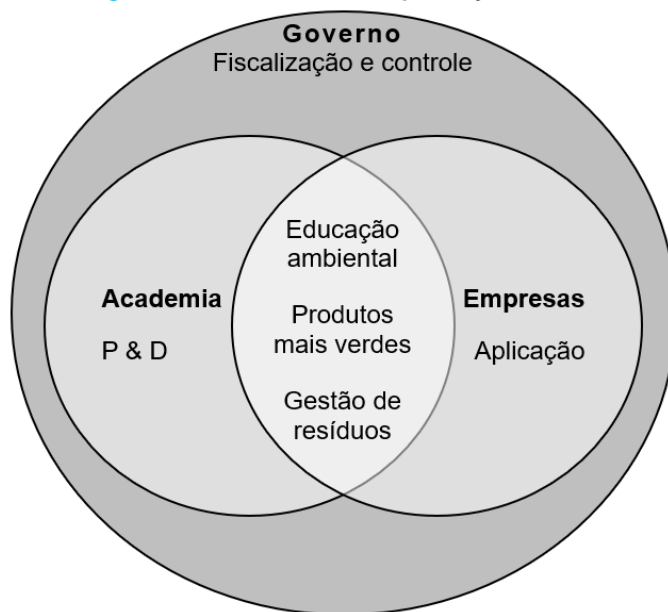 Governo
Fiscalização e controle
Academia
P & D
Educação
ambiental
Produtos
mais verdes
Gestão de
resíduos
Empresas
Aplicação